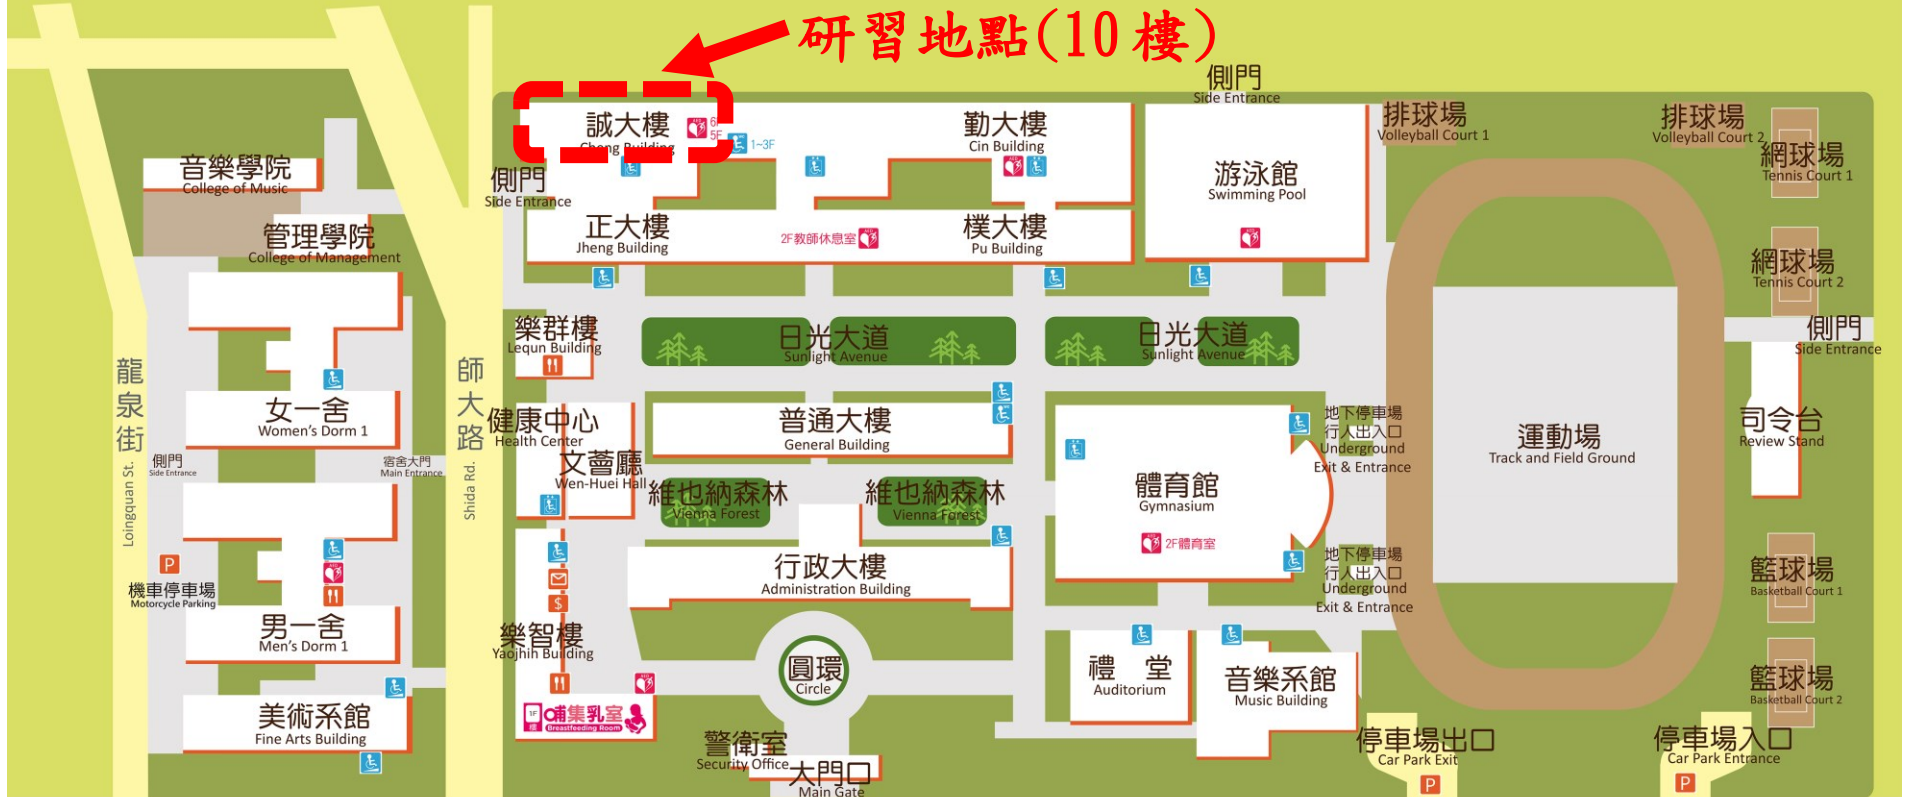 研習地點(10樓)
側門
Side Entrance
誠大樓
Cheng Building
6F
5F
1~3F
勤大樓
Cin Building
排球場
Volleyball Court 1
排球場
Volleyball Court 2
網球場
Tennis Court 1
音樂學院
College of Music
側門
Side Entrance
游泳館
Swimming Pool
管理學院
College of Management
正大樓
Jheng Building
2F教師休息室
樸大樓
Pu Building
網球場
Tennis Court 2
樂群樓
Lequn Building
日光大道
Sunlight Avenue
日光大道
Sunlight Avenue
側門
Side Entrance
龍泉街
Loingquan St.
師大路
Shida Rd.
女一舍
Women's Dorm 1
健康中心
Health Center
普通大樓
General Building
地下停車場
行人出入口
Underground
Exit & Entrance
運動場
Track and Field Ground
司令台
Review Stand
側門
Side Entrance
宿舍大門
Main Entrance
文薈廳
Wen-Huei Hall
維也納森林
Vienna Forest
維也納森林
Vienna Forest
體育館
Gymnasium
2F體育室
P
機車停車場
Motorcycle Parking
$
行政大樓
Administration Building
地下停車場
行人出入口
Underground
Exit & Entrance
籃球場
Basketball Court 1
男一舍
Men's Dorm 1
樂智樓
Yaojhih Building
圓環
Circle
禮 堂
Auditorium
音樂系館
Music Building
籃球場
Basketball Court 2
美術系館
Fine Arts Building
1F
哺集乳室
Breastfeeding Room
警衛室
Security Office
大門口
Main Gate
停車場出口
Car Park Exit
P
停車場入口
Car Park Entrance
P